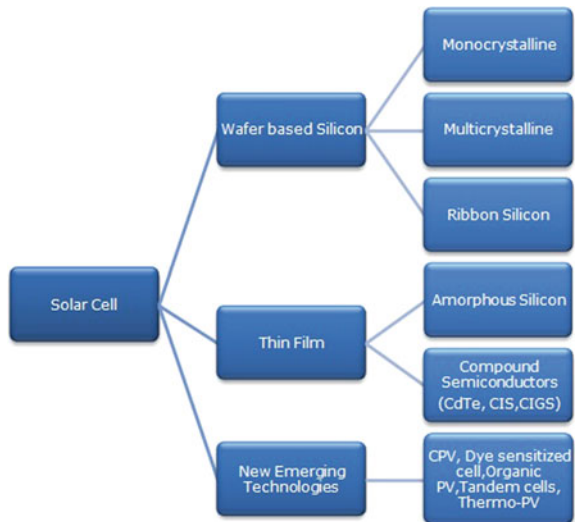 Solar Cell
Wafer based Silicon
Monocrystalline
Multicrystalline
Ribbon Silicon
Thin Film
Amorphous Silicon
Compound
Semiconductors
(CdTe, CIS,CIGS)
New Emerging
Technologies
CPV, Dye sensitized
cell,Organic
PV,Tandem cells,
Thermo-PV